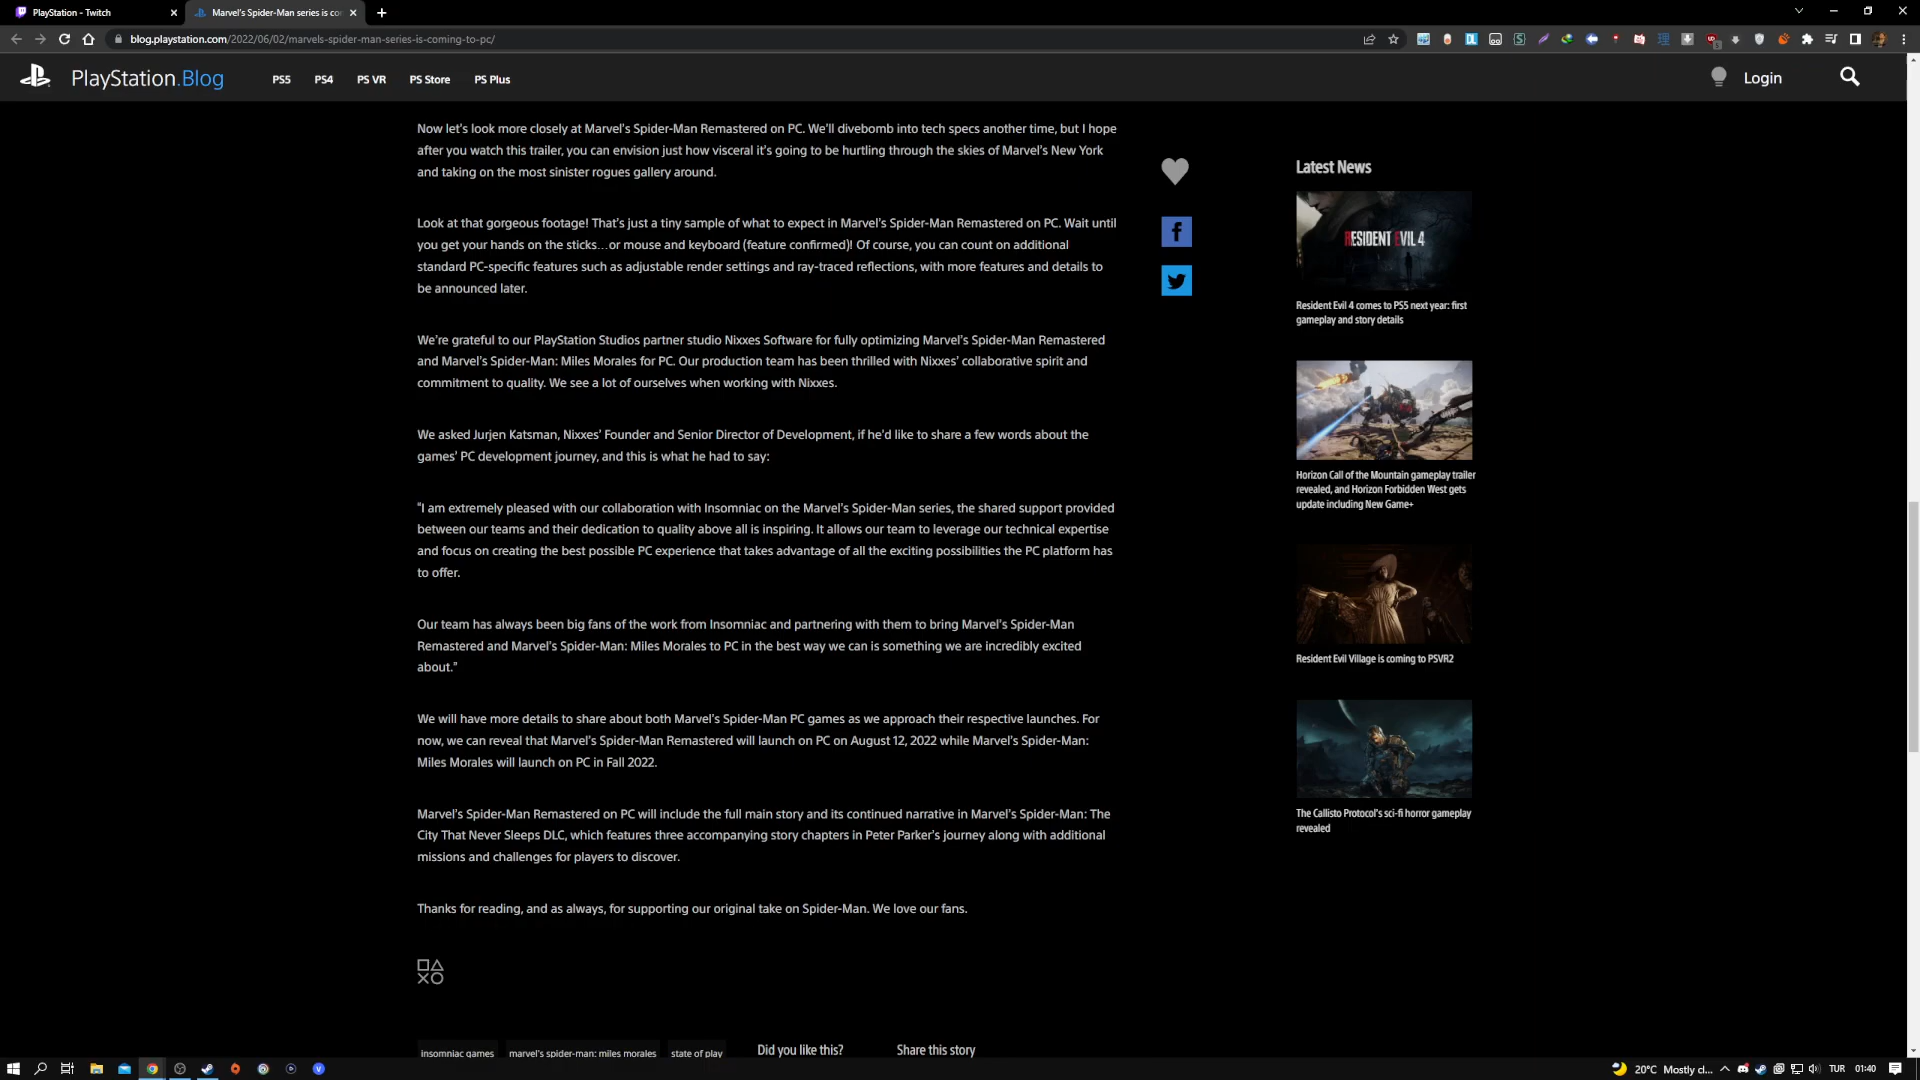 PlayStation - Twitch
Marvel's Spider-Man series is co
blog.playstation.com/2022/06/02/marvels-spider-man-series-is-coming-to-pc/
PlayStation.Blog
PS5 PS4 PS VR PS Store PS Plus
Login
Now let's look more closely at Marvel's Spider-Man Remastered on PC. We'll divebomb into tech specs another time, but I hope
after you watch this trailer, you can envision just how visceral it's going to be hurtling through the skies of Marvel's New York
and taking on the most sinister rogues gallery around.
Look at that gorgeous footage! That's just a tiny sample of what to expect in Marvel's Spider-Man Remastered on PC. Wait until
you get your hands on the sticks…or mouse and keyboard (feature confirmed)! Of course, you can count on additional
standard PC-specific features such as adjustable render settings and ray-traced reflections, with more features and details to
be announced later.
We're grateful to our PlayStation Studios partner studio Nixxes Software for fully optimizing Marvel's Spider-Man Remastered
and Marvel's Spider-Man: Miles Morales for PC. Our production team has been thrilled with Nixxes' collaborative spirit and
commitment to quality. We see a lot of ourselves when working with Nixxes.
We asked Jurjen Katsman, Nixxes' Founder and Senior Director of Development, if he'd like to share a few words about the
games' PC development journey, and this is what he had to say:
"I am extremely pleased with our collaboration with Insomniac on the Marvel's Spider-Man series, the shared support provided
between our teams and their dedication to quality above all is inspiring. It allows our team to leverage our technical expertise
and focus on creating the best possible PC experience that takes advantage of all the exciting possibilities the PC platform has
to offer.
Our team has always been big fans of the work from Insomniac and partnering with them to bring Marvel's Spider-Man
Remastered and Marvel's Spider-Man: Miles Morales to PC in the best way we can is something we are incredibly excited
about."
We will have more details to share about both Marvel's Spider-Man PC games as we approach their respective launches. For
now, we can reveal that Marvel's Spider-Man Remastered will launch on PC on August 12, 2022 while Marvel's Spider-Man:
Miles Morales will launch on PC in Fall 2022.
Marvel's Spider-Man Remastered on PC will include the full main story and its continued narrative in Marvel's Spider-Man: The
City That Never Sleeps DLC, which features three accompanying story chapters in Peter Parker's journey along with additional
missions and challenges for players to discover.
Thanks for reading, and as always, for supporting our original take on Spider-Man. We love our fans.
insomniac games
marvel's spider-man: miles morales
state of play
Did you like this?
Share this story
Latest News
RESIDENT EVIL 4
Resident Evil 4 comes to PS5 next year: first
gameplay and story details
Horizon Call of the Mountain gameplay trailer
revealed, and Horizon Forbidden West gets
update including New Game+
Resident Evil Village is coming to PSVR2
The Callisto Protocol's sci-fi horror gameplay
revealed
20°C Mostly cl... TUR 01:40